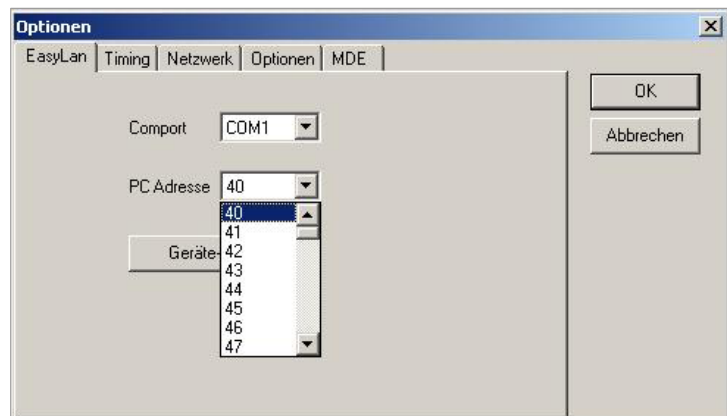 Optionen
EasyLan Timing Netzwerk Optionen MDE
OK
Comport COM1
Abbrechen
PC Adresse 40
40
41
Geräte- 42
43
44
45
46
47